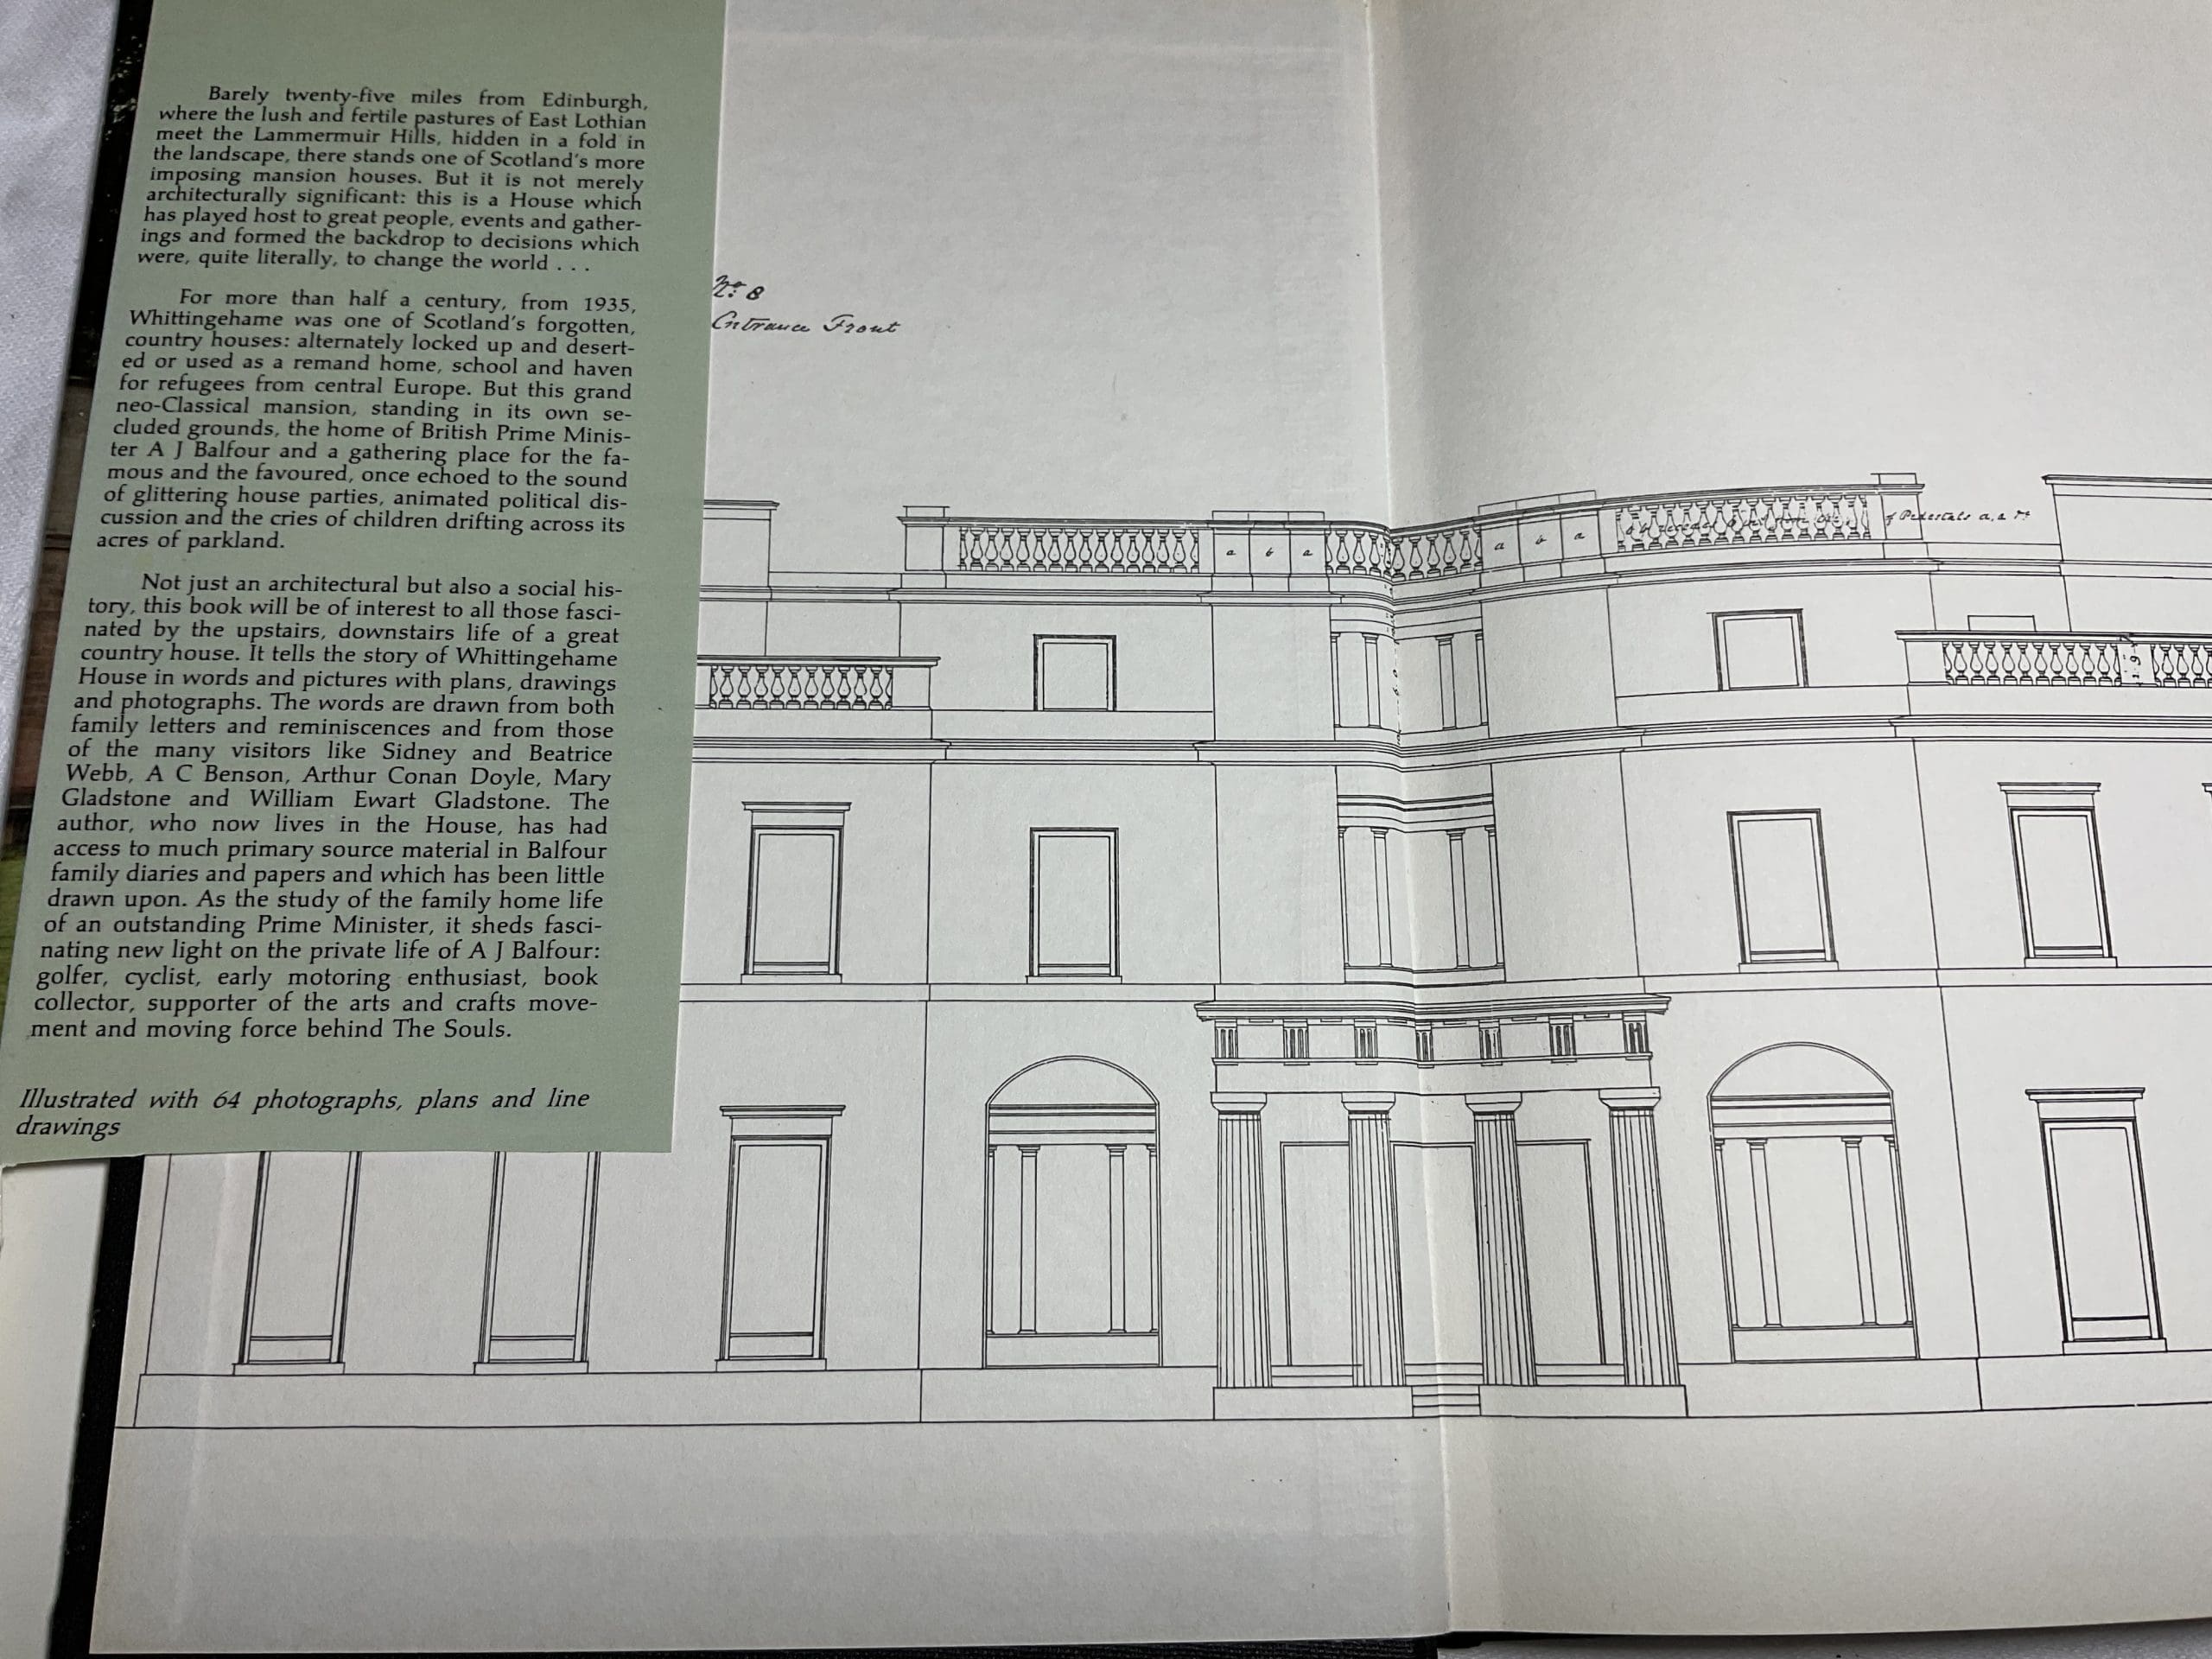 Barely twenty-five miles from Edinburgh,
where the lush and fertile pastures of East Lothian
meet the Lammermuir Hills, hidden in a fold in
the landscape, there stands one of Scotland's more
imposing mansion houses. But it is not merely
architecturally significant: this is a House which
has played host to great people, events and gather-
ings and formed the backdrop to decisions which
were, quite literally, to change the world . . .
For more than half a century, from 1935,
Whittingehame was one of Scotland's forgotten,
country houses: alternately locked up and desert-
ed or used as a remand home, school and haven
for refugees from central Europe. But this grand
neo-Classical mansion, standing in its own se-
cluded grounds, the home of British Prime Minis-
ter A J Balfour and a gathering place for the fa-
mous and the favoured, once echoed to the sound
of glittering house parties, animated political dis-
cussion and the cries of children drifting across its
acres of parkland.
Not just an architectural but also a social his-
tory, this book will be of interest to all those fasci-
nated by the upstairs, downstairs life of a great
country house. It tells the story of Whittingehame
House in words and pictures with plans, drawings
and photographs. The words are drawn from both
family letters and reminiscences and from those
of the many visitors like Sidney and Beatrice
Webb, A C Benson, Arthur Conan Doyle, Mary
Gladstone and William Ewart Gladstone. The
author, who now lives in the House, has had
access to much primary source material in Balfour
family diaries and papers and which has been little
drawn upon. As the study of the family home life
of an outstanding Prime Minister, it sheds fasci-
nating new light on the private life of A J Balfour:
golfer, cyclist, early motoring enthusiast, book
collector, supporter of the arts and crafts move-
ment and moving force behind The Souls.
Illustrated with 64 photographs, plans and line
drawings
No. 8
Entrance Front
a b a
a b a
of Pedestals a, a